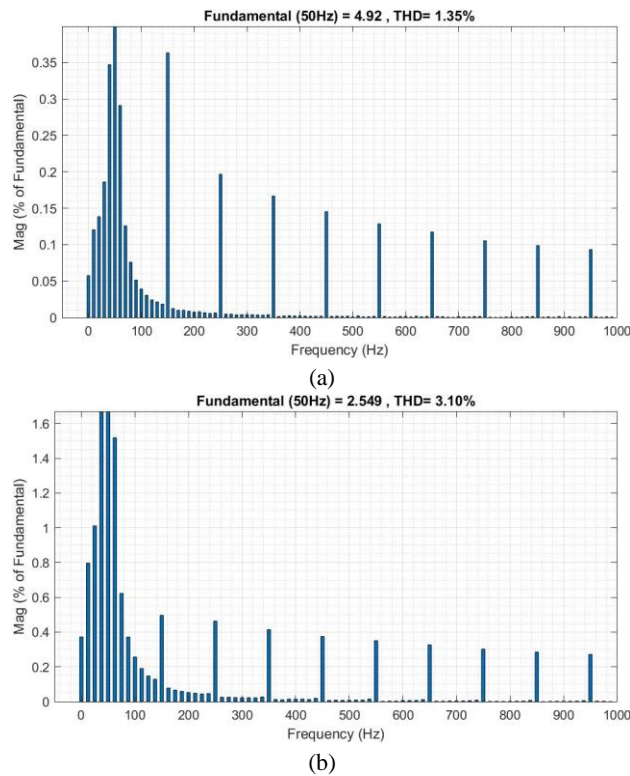 Fundamental (50Hz) = 4.92 , THD= 1.35%
Mag (% of Fundamental)
0.35
0.3
0.25
0.2
0.15
0.1
0.05
0
0 100 200 300 400 500 600 700 800 900 1000
Frequency (Hz)
(a)
Fundamental (50Hz) = 2.549 , THD= 3.10%
Mag (% of Fundamental)
1.6
1.4
1.2
1
0.8
0.6
0.4
0.2
0
0 100 200 300 400 500 600 700 800 900 1000
Frequency (Hz)
(b)